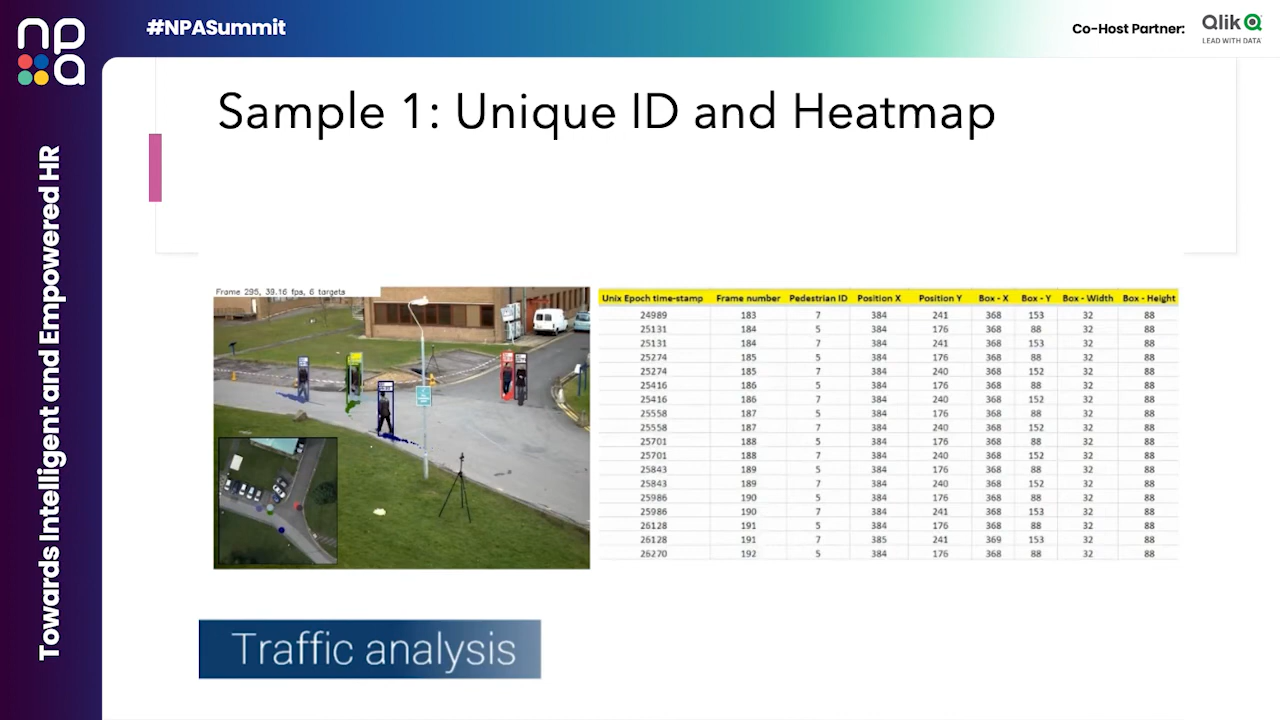 #NPASummit
Co-Host Partner:
Qlik
LEAD WITH DATA
npa
Towards Intelligent and Empowered HR
Sample 1: Unique ID and Heatmap
Frame 295, 39.16 fps, 6 targets
Unix Epoch time-stamp Frame number Pedestrian ID Position X Position Y Box - X Box - Y Box - Width Box - Height
24989 183 7 384 241 368 153 32 88
25131 184 5 384 176 368 88 32 88
25131 184 7 384 241 368 153 32 88
25274 185 5 384 176 368 88 32 88
25274 185 7 384 240 368 152 32 88
25416 186 5 384 176 368 88 32 88
25416 186 7 384 240 368 152 32 88
25558 187 5 384 176 368 88 32 88
25558 187 7 384 240 368 152 32 88
25701 188 5 384 176 368 88 32 88
25701 188 7 384 240 368 152 32 88
25843 189 5 384 176 368 88 32 88
25843 189 7 384 240 368 152 32 88
25986 190 5 384 176 368 88 32 88
25986 190 7 384 241 368 153 32 88
26128 191 5 384 176 368 88 32 88
26128 191 7 385 241 369 153 32 88
26270 192 5 384 176 368 88 32 88
Traffic analysis